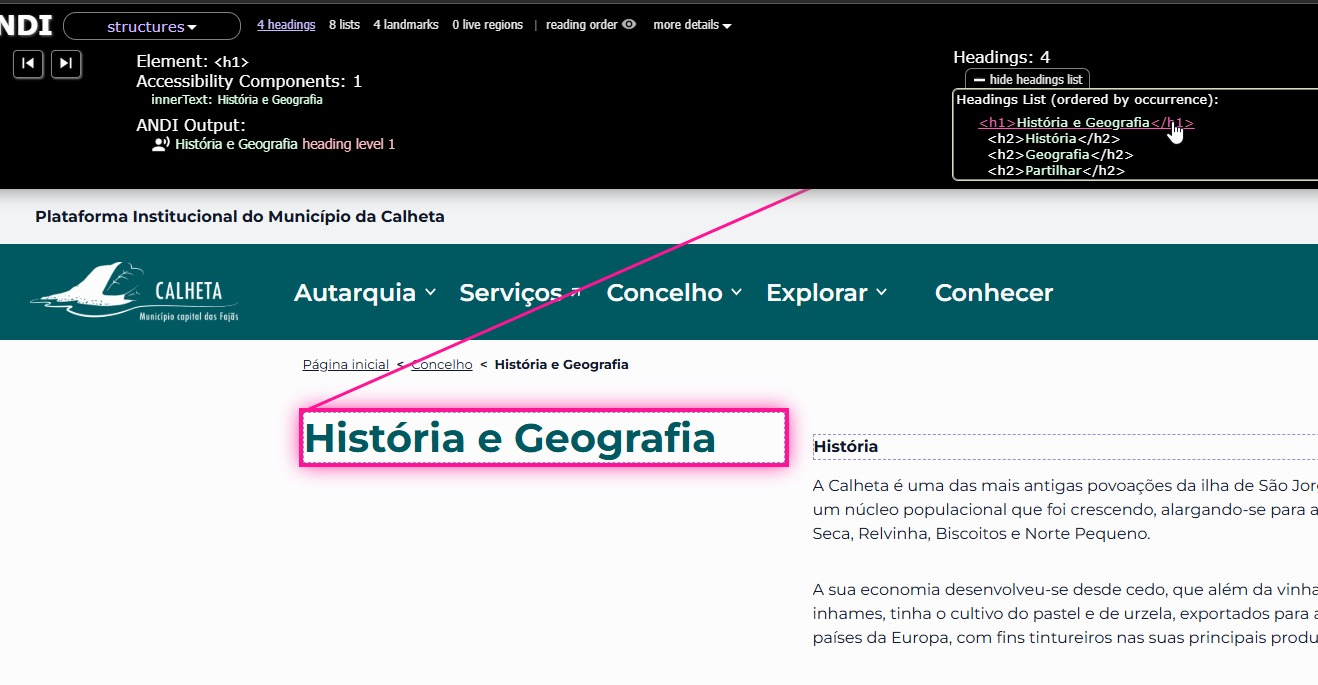 ANDI structures 4 headings 8 lists 4 landmarks 0 live regions | reading order more details
Element: <h1>
Accessibility Components: 1
innerText: História e Geografia
ANDI Output:
História e Geografia heading level 1
Headings: 4
hide headings list
Headings List (ordered by occurrence):
<h1>História e Geografia</h1>
<h2>História</h2>
<h2>Geografia</h2>
<h2>Partilhar</h2>
Plataforma Institucional do Município da Calheta
CALHETA
Município capital das Fajãs
Autarquia Serviços Concelho Explorar Conhecer
Página inicial < Concelho < História e Geografia
História e Geografia
História
A Calheta é uma das mais antigas povoações da ilha de São Jor
um núcleo populacional que foi crescendo, alargando-se para a
Seca, Relvinha, Biscoitos e Norte Pequeno.
A sua economia desenvolveu-se desde cedo, que além da vinha
inhames, tinha o cultivo do pastel e de urzela, exportados para a
países da Europa, com fins tintureiros nas suas principais produ